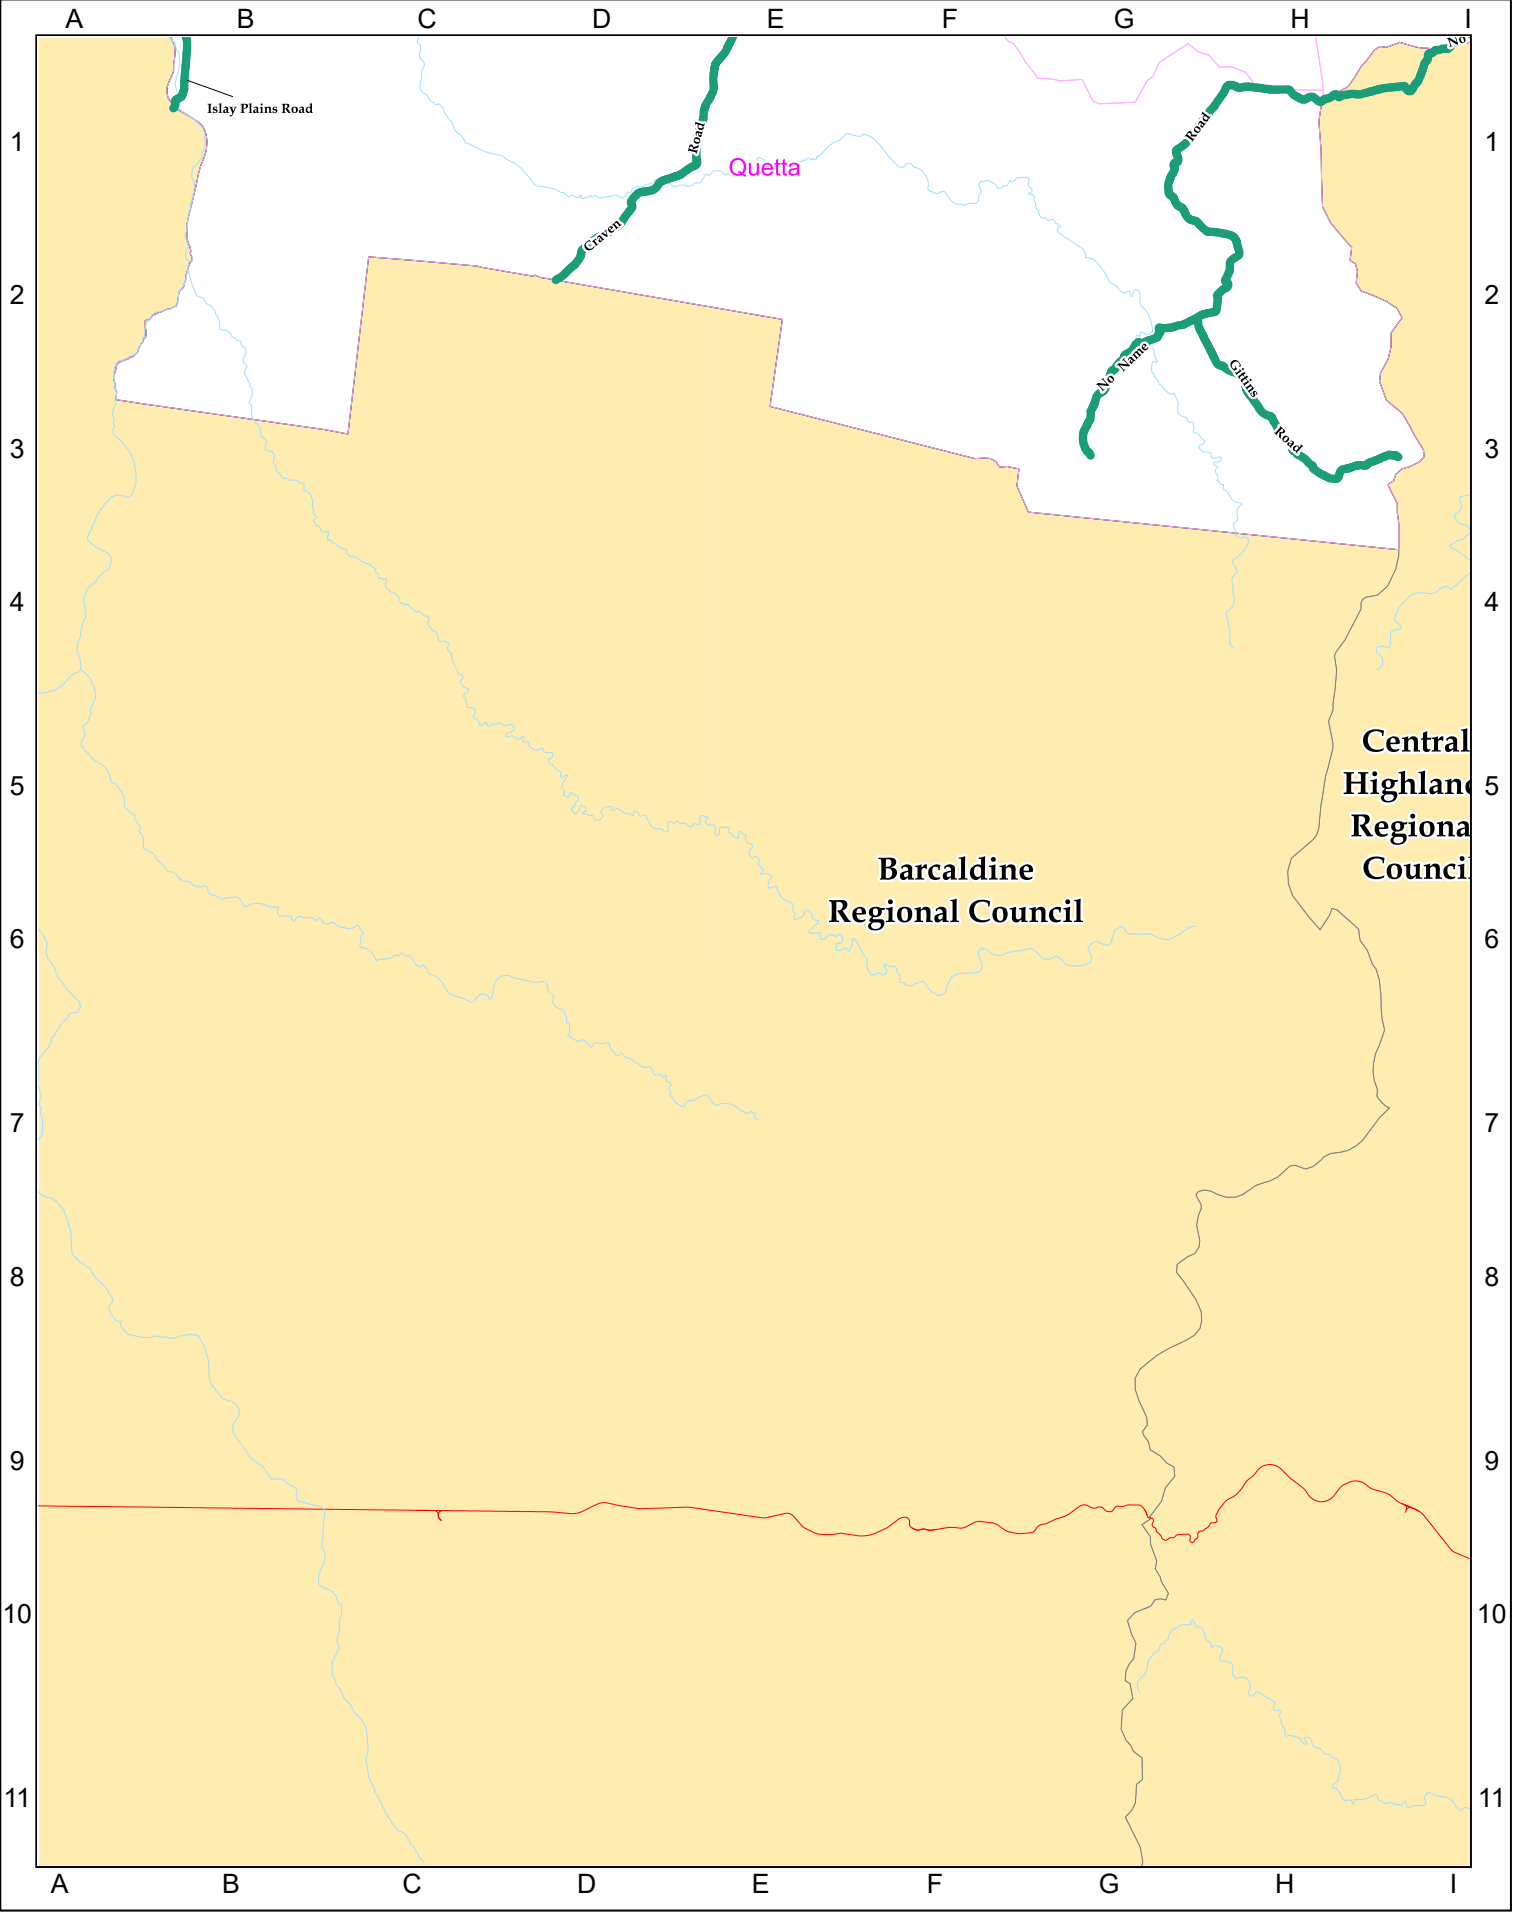 A B C D E F G H I
No
Islay Plains Road
Road
Road
1 1
Quetta
Craven
2 2
No Name
Gittins
Road
3 3
4 4
Central
Highland
5 5
Regiona
Barcaldine
Counci
Regional Council
6 6
7 7
8 8
9 9
10 10
11 11
A B C D E F G H I